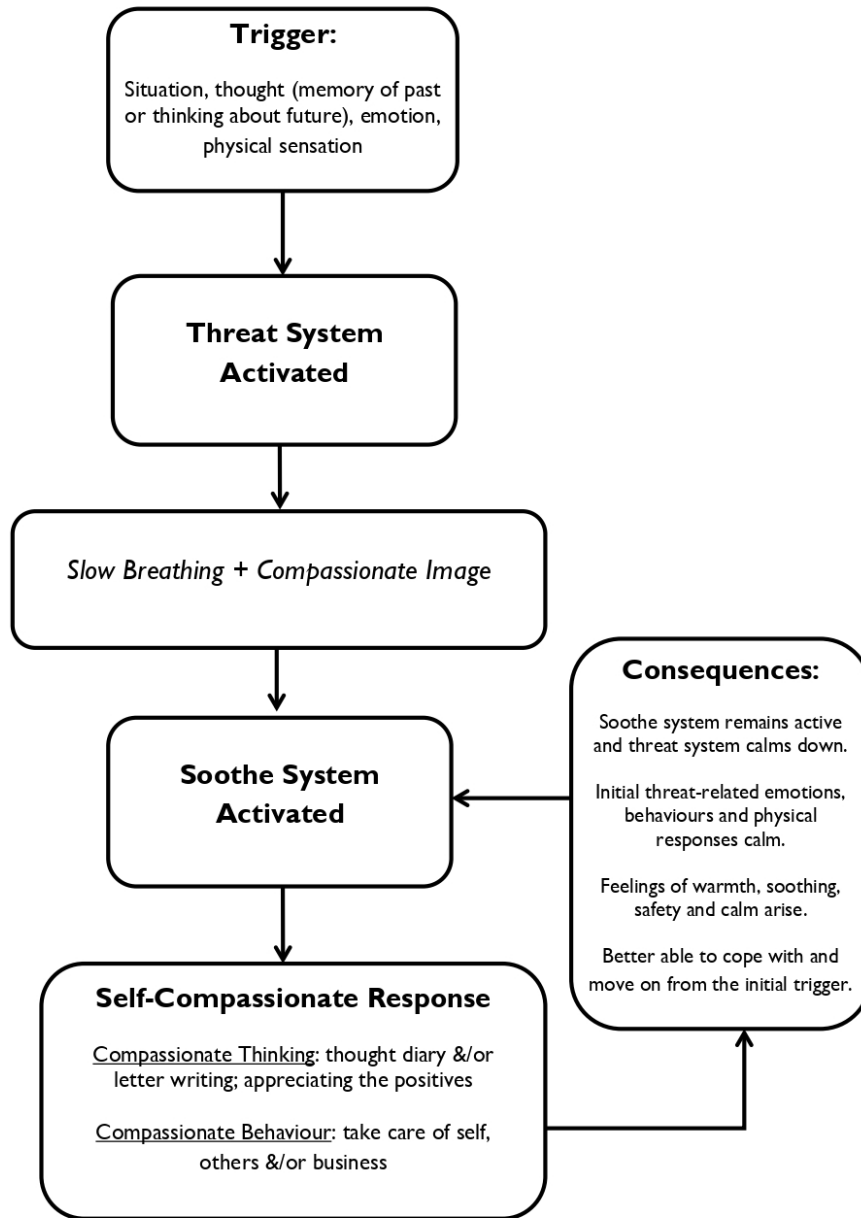 Trigger:
Situation, thought (memory of past
or thinking about future), emotion,
physical sensation
Threat System
Activated
Slow Breathing + Compassionate Image
Soothe System
Activated
Self-Compassionate Response
Compassionate Thinking: thought diary &/or
letter writing; appreciating the positives
Compassionate Behaviour: take care of self,
others &/or business
Consequences:
Soothe system remains active
and threat system calms down.
Initial threat-related emotions,
behaviours and physical
responses calm.
Feelings of warmth, soothing,
safety and calm arise.
Better able to cope with and
move on from the initial trigger.